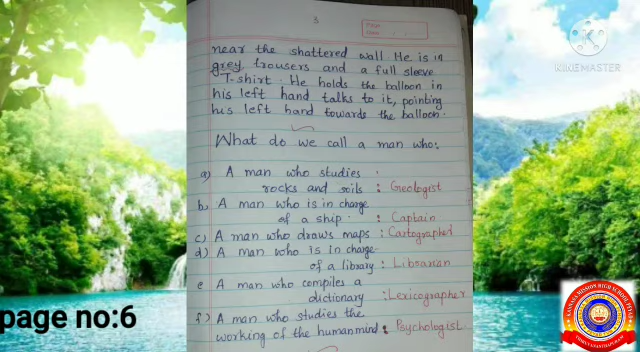 3
Page
Date
near the shattered wall He is in
grey trousers and a full sleeve
T-shirt. He holds the balloon in
his left hand talks to it, pointing
his left hand towards the balloon.
What do we call a man who:
a) A man who studies
rocks and soils : Geologist
b) A man who is in charge
of a ship. : Captain
c) A man who draws maps : Cartographed
d) A man who is in charge
of a library : Librarian
e A man who compiles a
dictionary : Lexicographer
f) A man who studies the
working of the human mind : Psychologist
page no:6
KINEMASTER